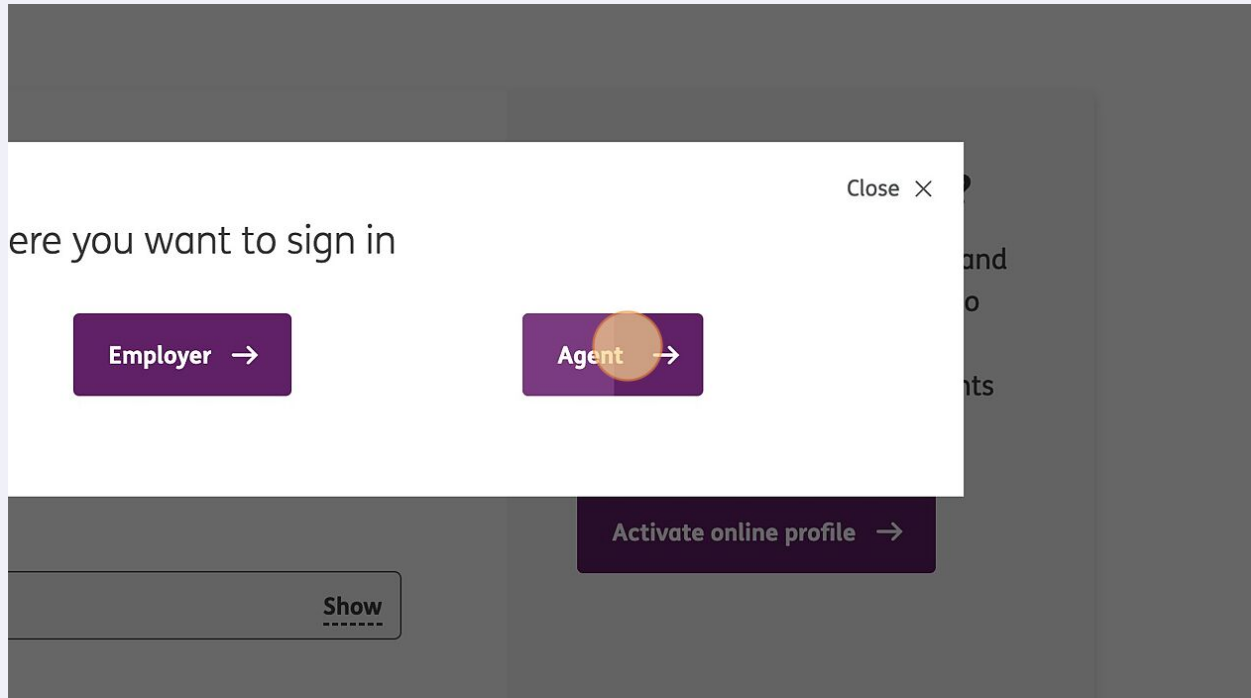 Close
ere you want to sign in
and
o
Employer
Agent
nts
Activate online profile
Show